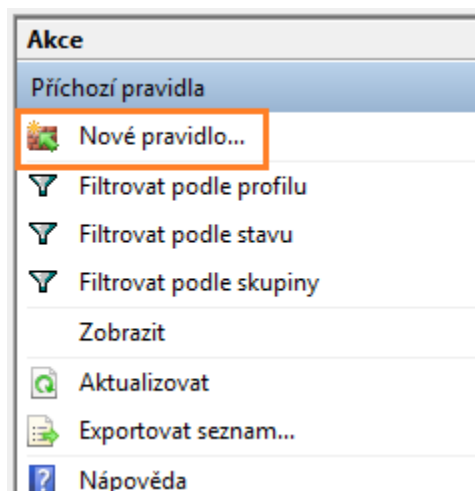 Akce
Příchozí pravidla
Nové pravidlo...
Filtrovat podle profilu
Filtrovat podle stavu
Filtrovat podle skupiny
Zobrazit
Aktualizovat
Exportovat seznam...
Nápověda